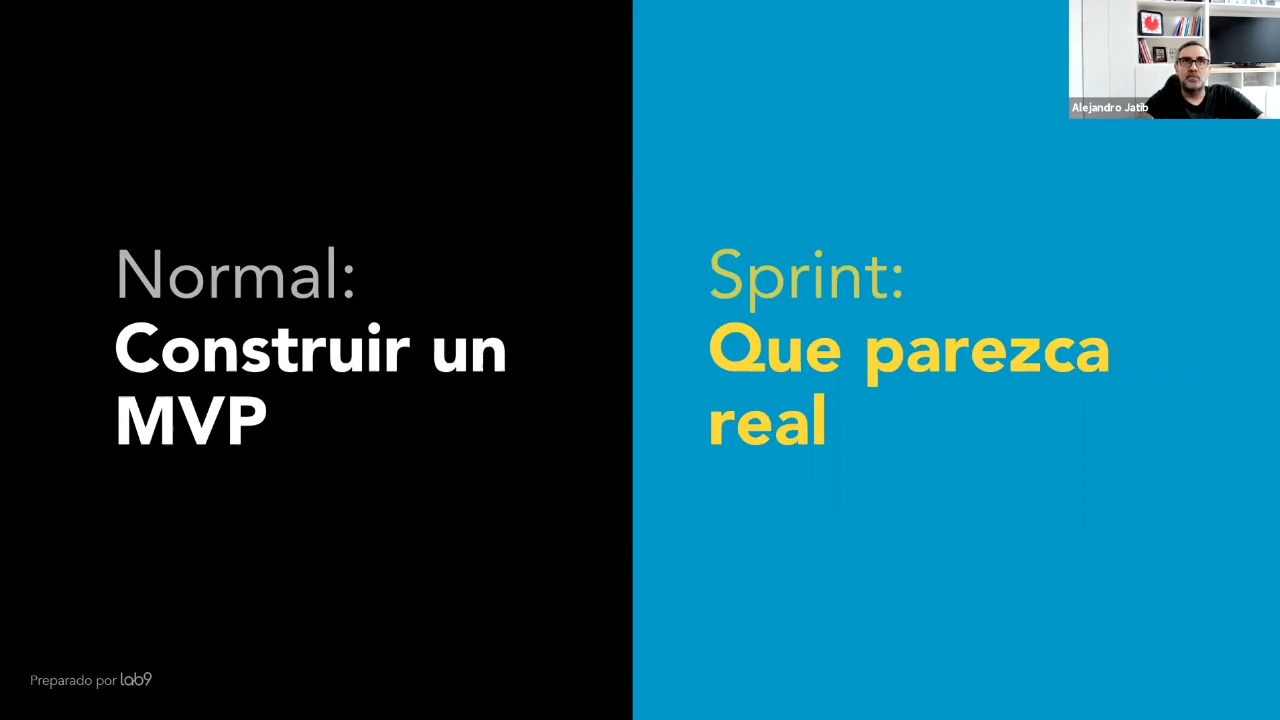 Normal:
Construir un
MVP
Sprint:
Que parezca
real
Alejandro Jatib
Preparado por lab9